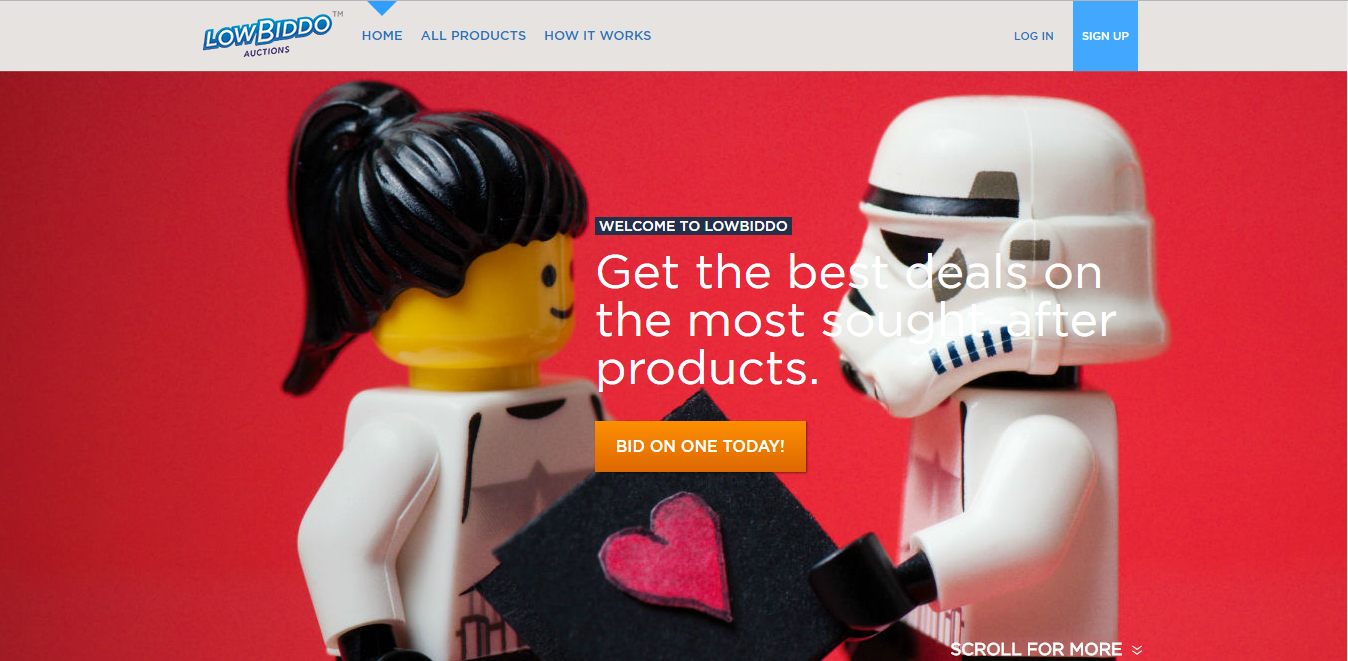 LOWBIDDO™
AUCTIONS
HOME ALL PRODUCTS HOW IT WORKS
LOG IN SIGN UP
WELCOME TO LOWBIDDO
Get the best deals on
the most sought-after
products.
BID ON ONE TODAY!
SCROLL FOR MORE